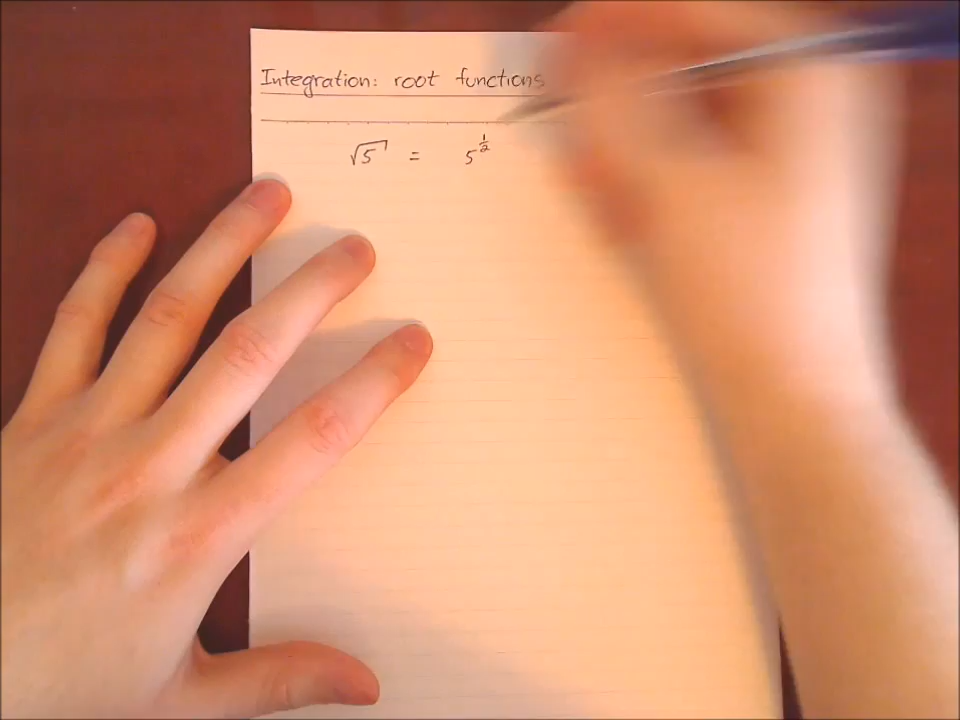 Integration: root functions
√5 = 5^½